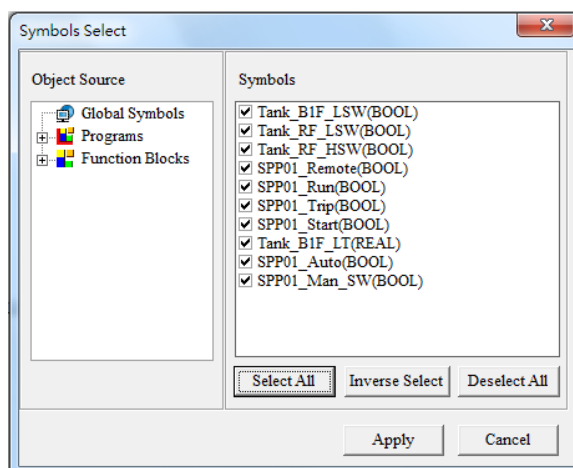 Symbols Select
Object Source
Global Symbols
Programs
Function Blocks
Symbols
Tank_B1F_LSW(BOOL)
Tank_RF_LSW(BOOL)
Tank_RF_HSW(BOOL)
SPP01_Remote(BOOL)
SPP01_Run(BOOL)
SPP01_Trip(BOOL)
SPP01_Start(BOOL)
Tank_B1F_LT(REAL)
SPP01_Auto(BOOL)
SPP01_Man_SW(BOOL)
Select All Inverse Select Deselect All
Apply Cancel